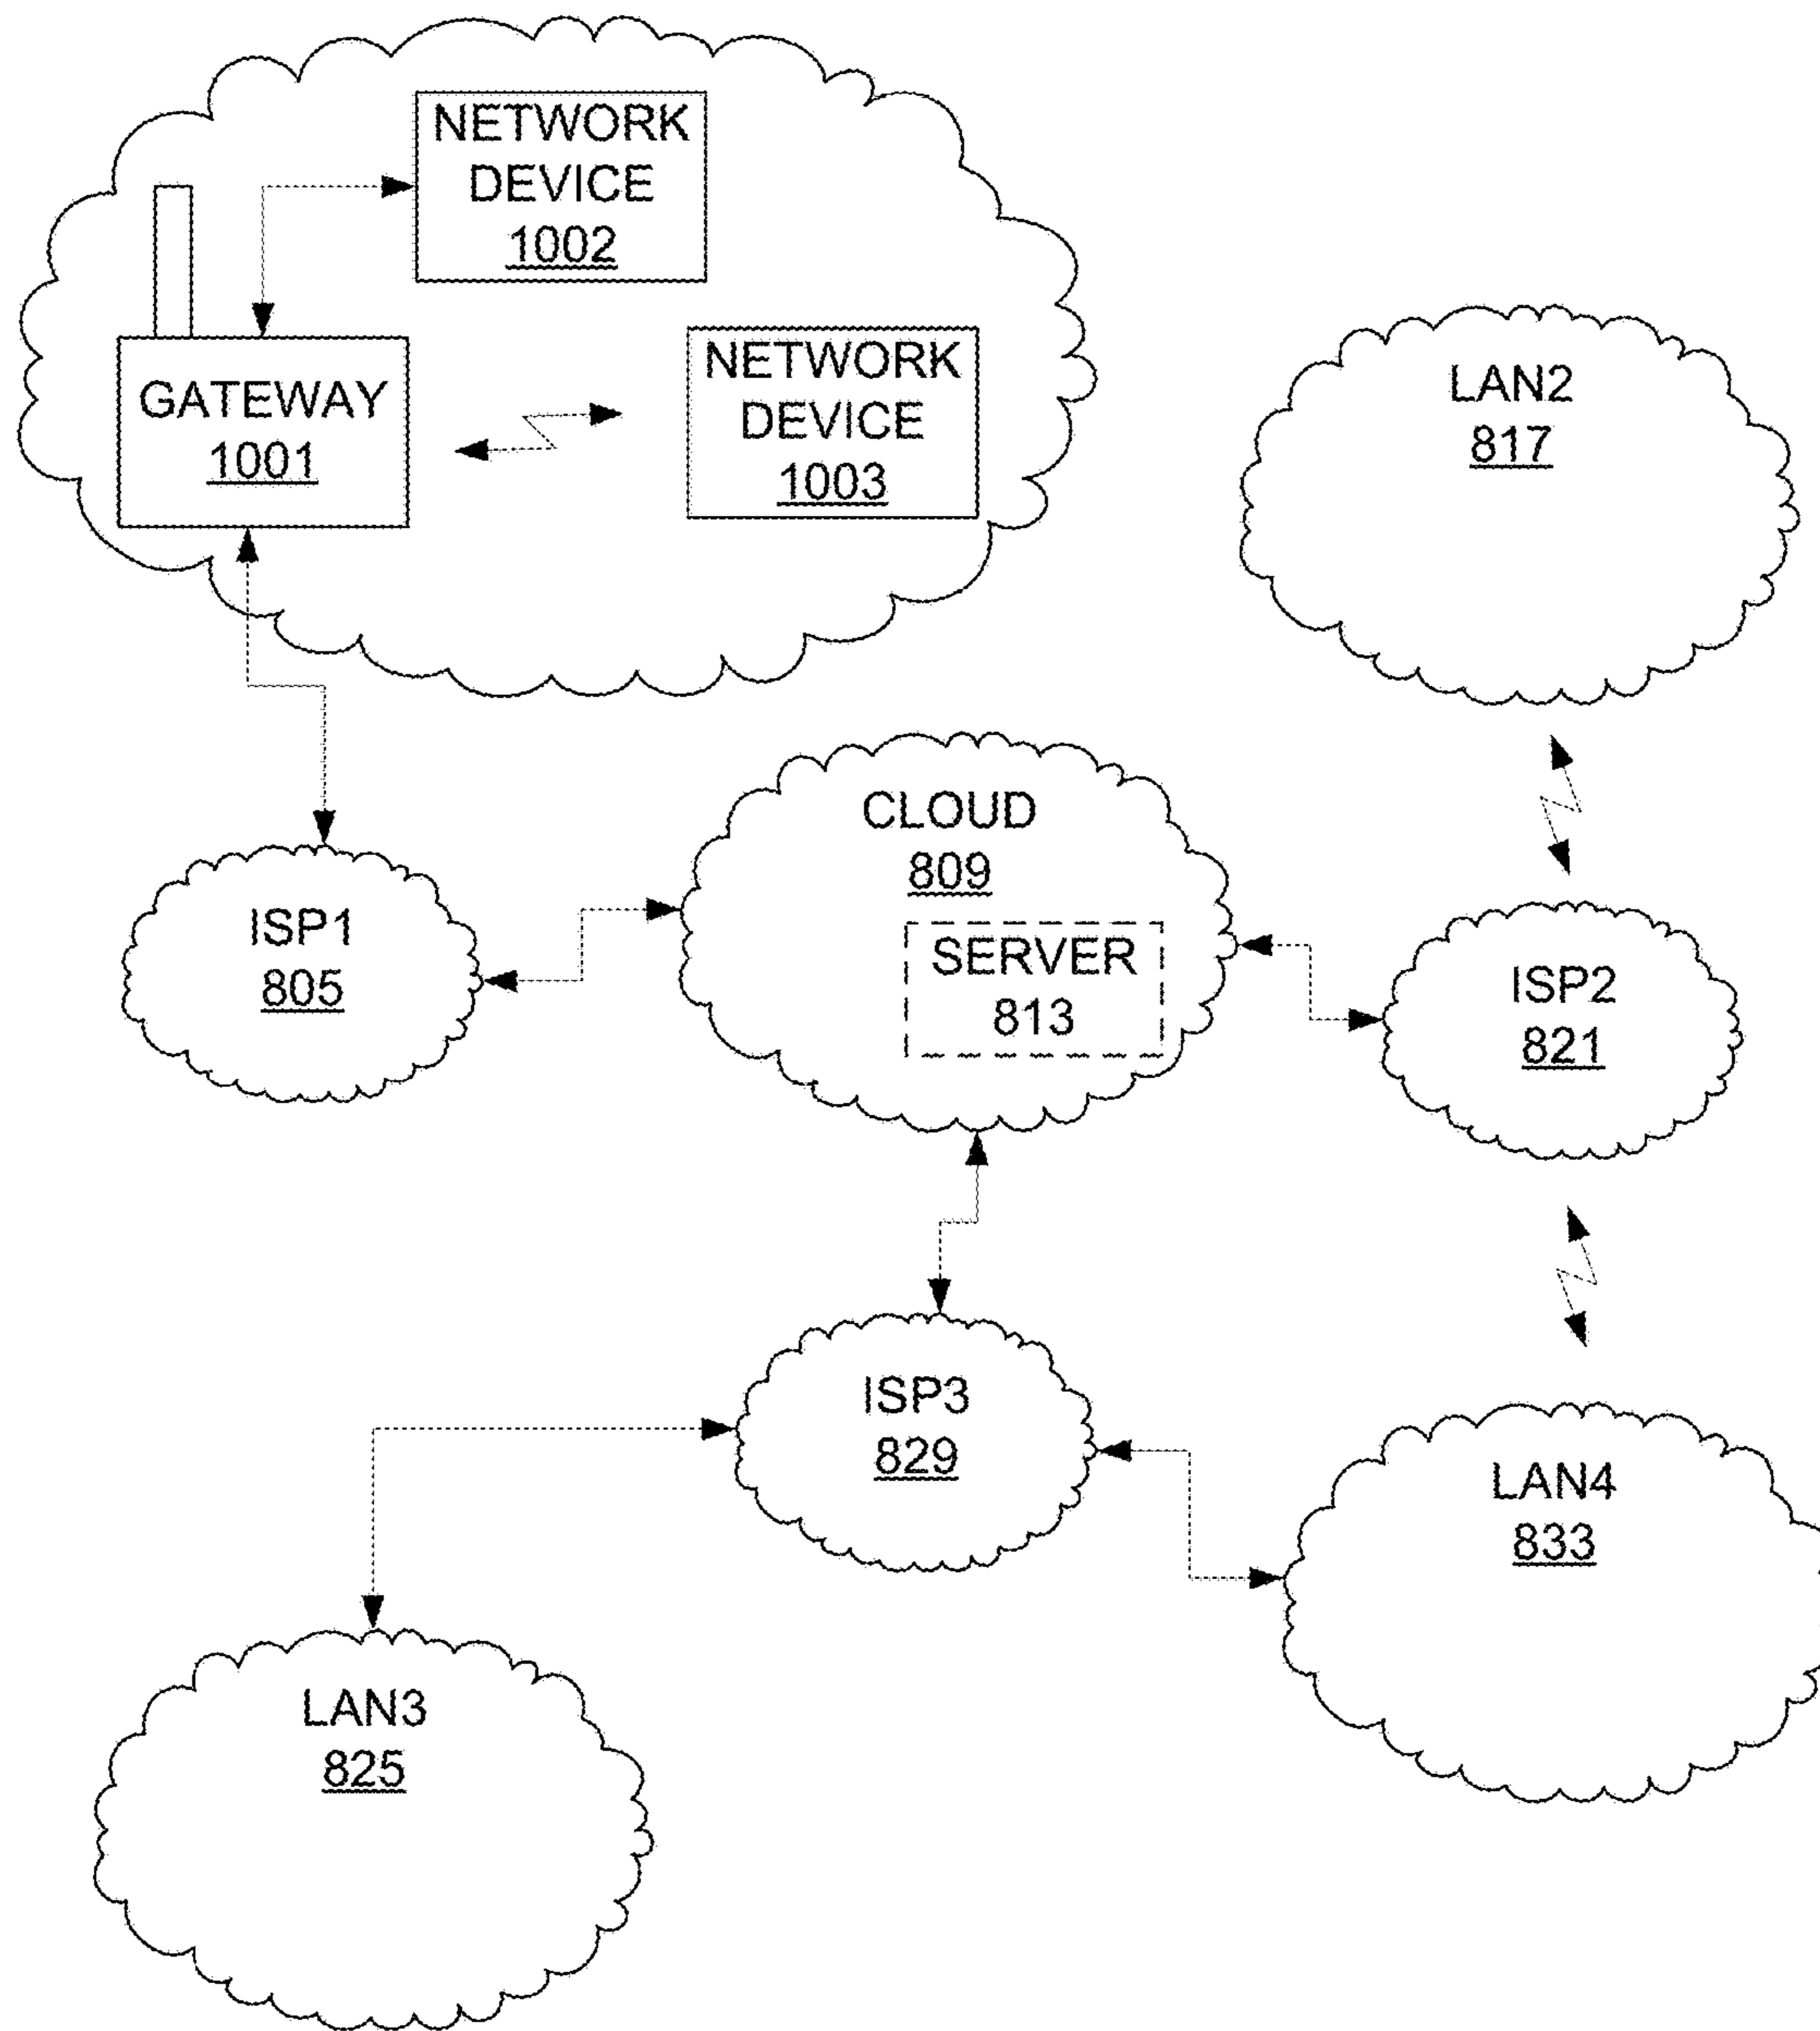 NETWORK
DEVICE
1002
GATEWAY
1001
NETWORK
DEVICE
1003
LAN2
817
CLOUD
809
SERVER
813
ISP1
805
ISP2
821
ISP3
829
LAN4
833
LAN3
825